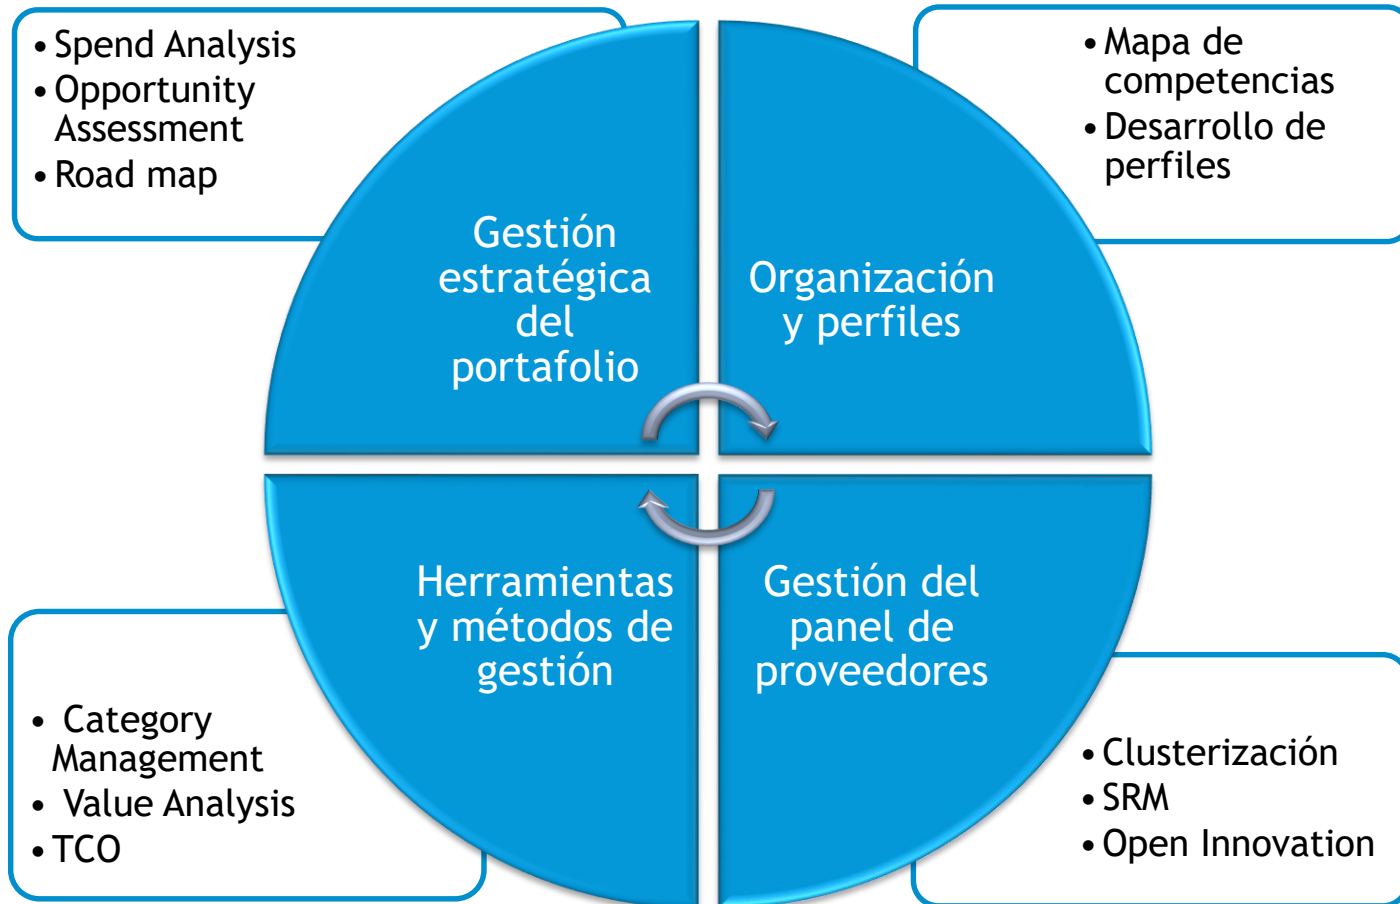 • Spend Analysis
• Opportunity
Assessment
• Road map
• Mapa de
competencias
• Desarrollo de
perfiles
Gestión
estratégica
del
portafolio
Organización
y perfiles
Herramientas
y métodos de
gestión
Gestión del
panel de
proveedores
• Category
Management
• Value Analysis
• TCO
• Clusterización
• SRM
• Open Innovation